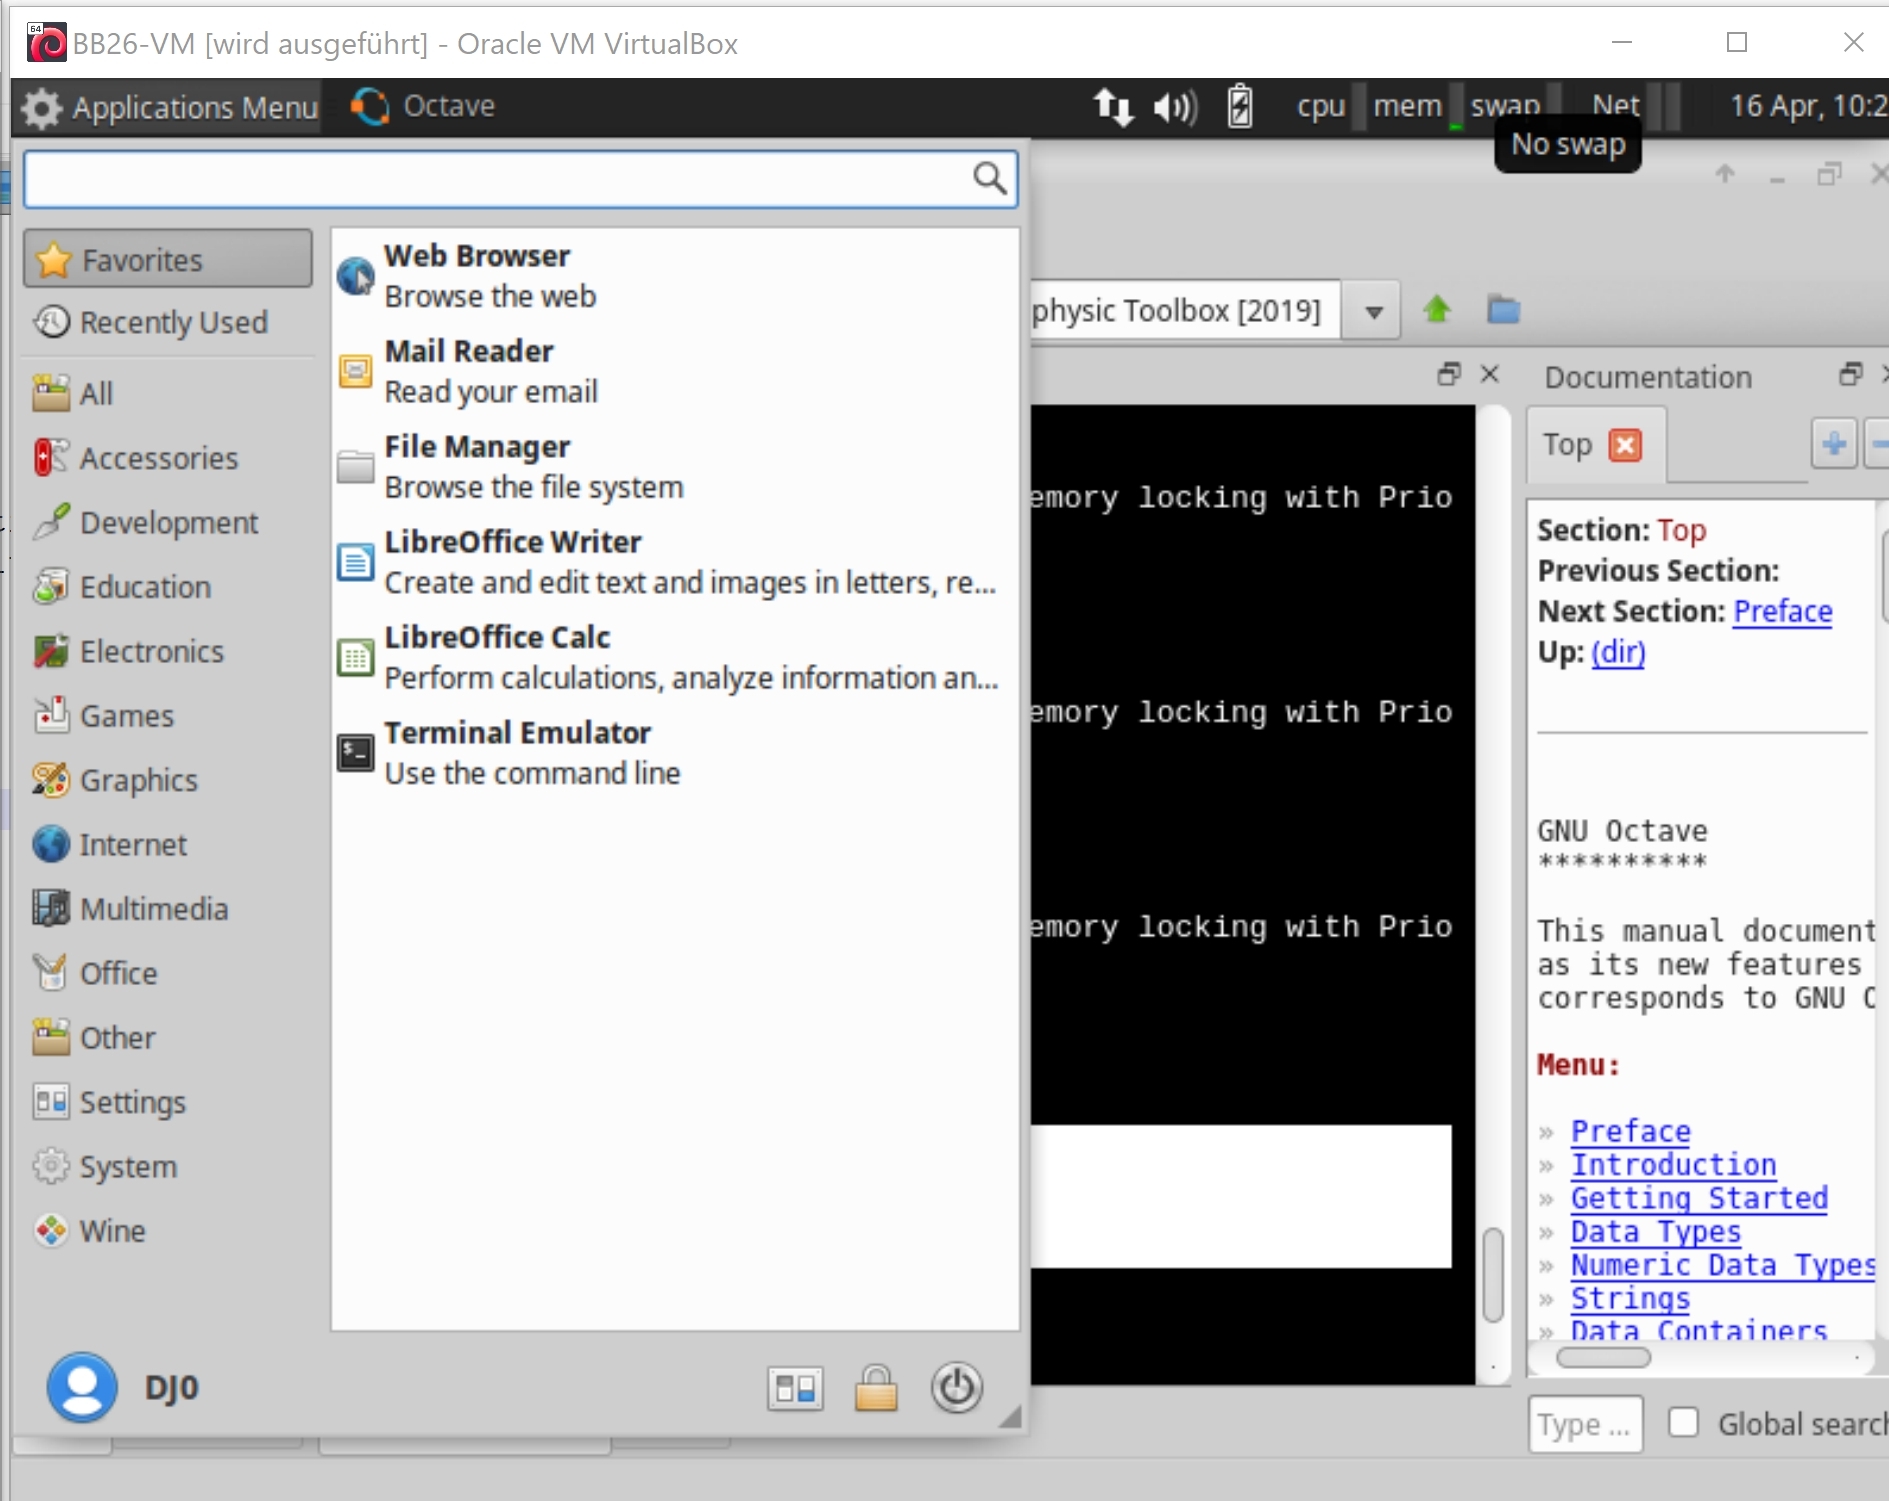 64
BB26-VM [wird ausgeführt] - Oracle VM VirtualBox
Applications Menu
Octave
cpu
mem
swap
Net
16 Apr, 10:2
No swap
Favorites
Recently Used
All
Accessories
Development
Education
Electronics
Games
Graphics
Internet
Multimedia
Office
Other
Settings
System
Wine
Web Browser
Browse the web
Mail Reader
Read your email
File Manager
Browse the file system
LibreOffice Writer
Create and edit text and images in letters, re...
LibreOffice Calc
Perform calculations, analyze information an...
Terminal Emulator
Use the command line
DJ0
physic Toolbox [2019]
emory locking with Prio
emory locking with Prio
emory locking with Prio
Documentation
Top
Section: Top
Previous Section:
Next Section: Preface
Up: (dir)
GNU Octave
**********
This manual document
as its new features
corresponds to GNU
Menu:
» Preface
» Introduction
» Getting Started
» Data Types
» Numeric Data Types
» Strings
» Data Containers
Type ...
Global search